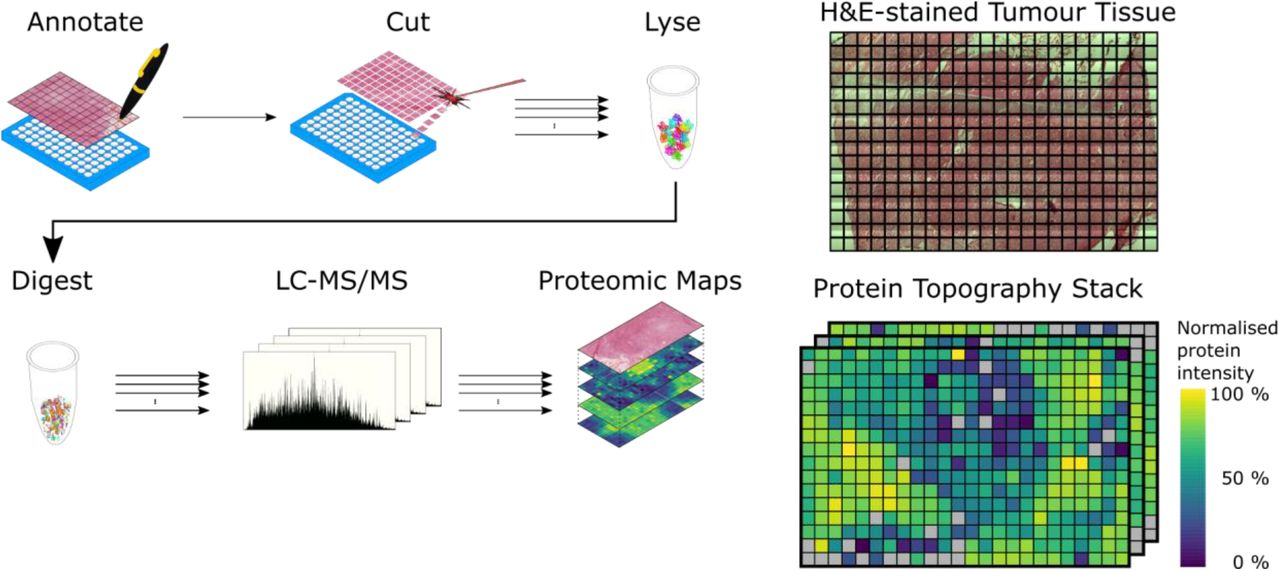 Annotate
Cut
Lyse
Digest
LC-MS/MS
Proteomic Maps
H&E-stained Tumour Tissue
Protein Topography Stack
Normalised
protein
intensity
100 %
50 %
0 %